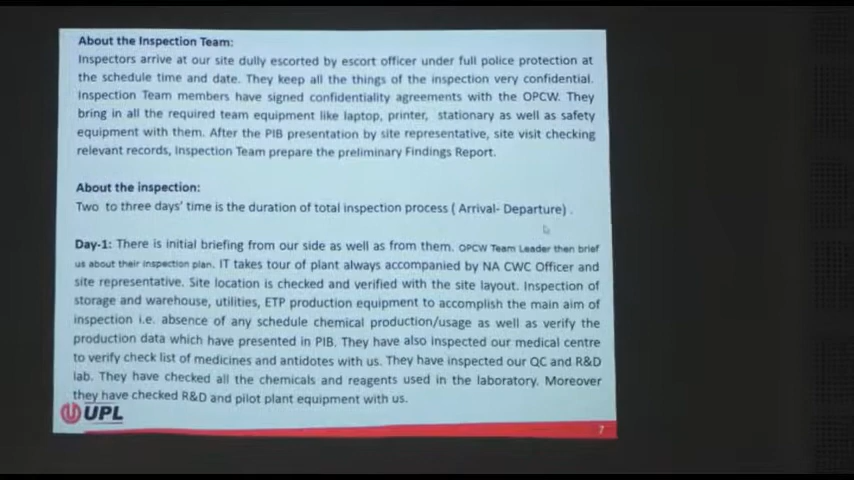 About the Inspection Team:
Inspectors arrive at our site dully escorted by escort officer under full police protection at
the schedule time and date. They keep all the things of the inspection very confidential.
Inspection Team members have signed confidentiality agreements with the OPCW. They
bring in all the required team equipment like laptop, printer, stationary as well as safety
equipment with them. After the PIB presentation by site representative, site visit checking
relevant records, Inspection Team prepare the preliminary Findings Report.
About the inspection:
Two to three days' time is the duration of total inspection process ( Arrival- Departure) .
Day-1: There is initial briefing from our side as well as from them. OPCW Team Leader then brief
us about their inspection plan. IT takes tour of plant always accompanied by NA CWC Officer and
site representative. Site location is checked and verified with the site layout. Inspection of
storage and warehouse, utilities, ETP production equipment to accomplish the main aim of
inspection i.e. absence of any schedule chemical production/usage as well as verify the
production data which have presented in PIB. They have also inspected our medical centre
to verify check list of medicines and antidotes with us. They have inspected our QC and R&D
lab. They have checked all the chemicals and reagents used in the laboratory. Moreover
they have checked R&D and pilot plant equipment with us.
UPL
7